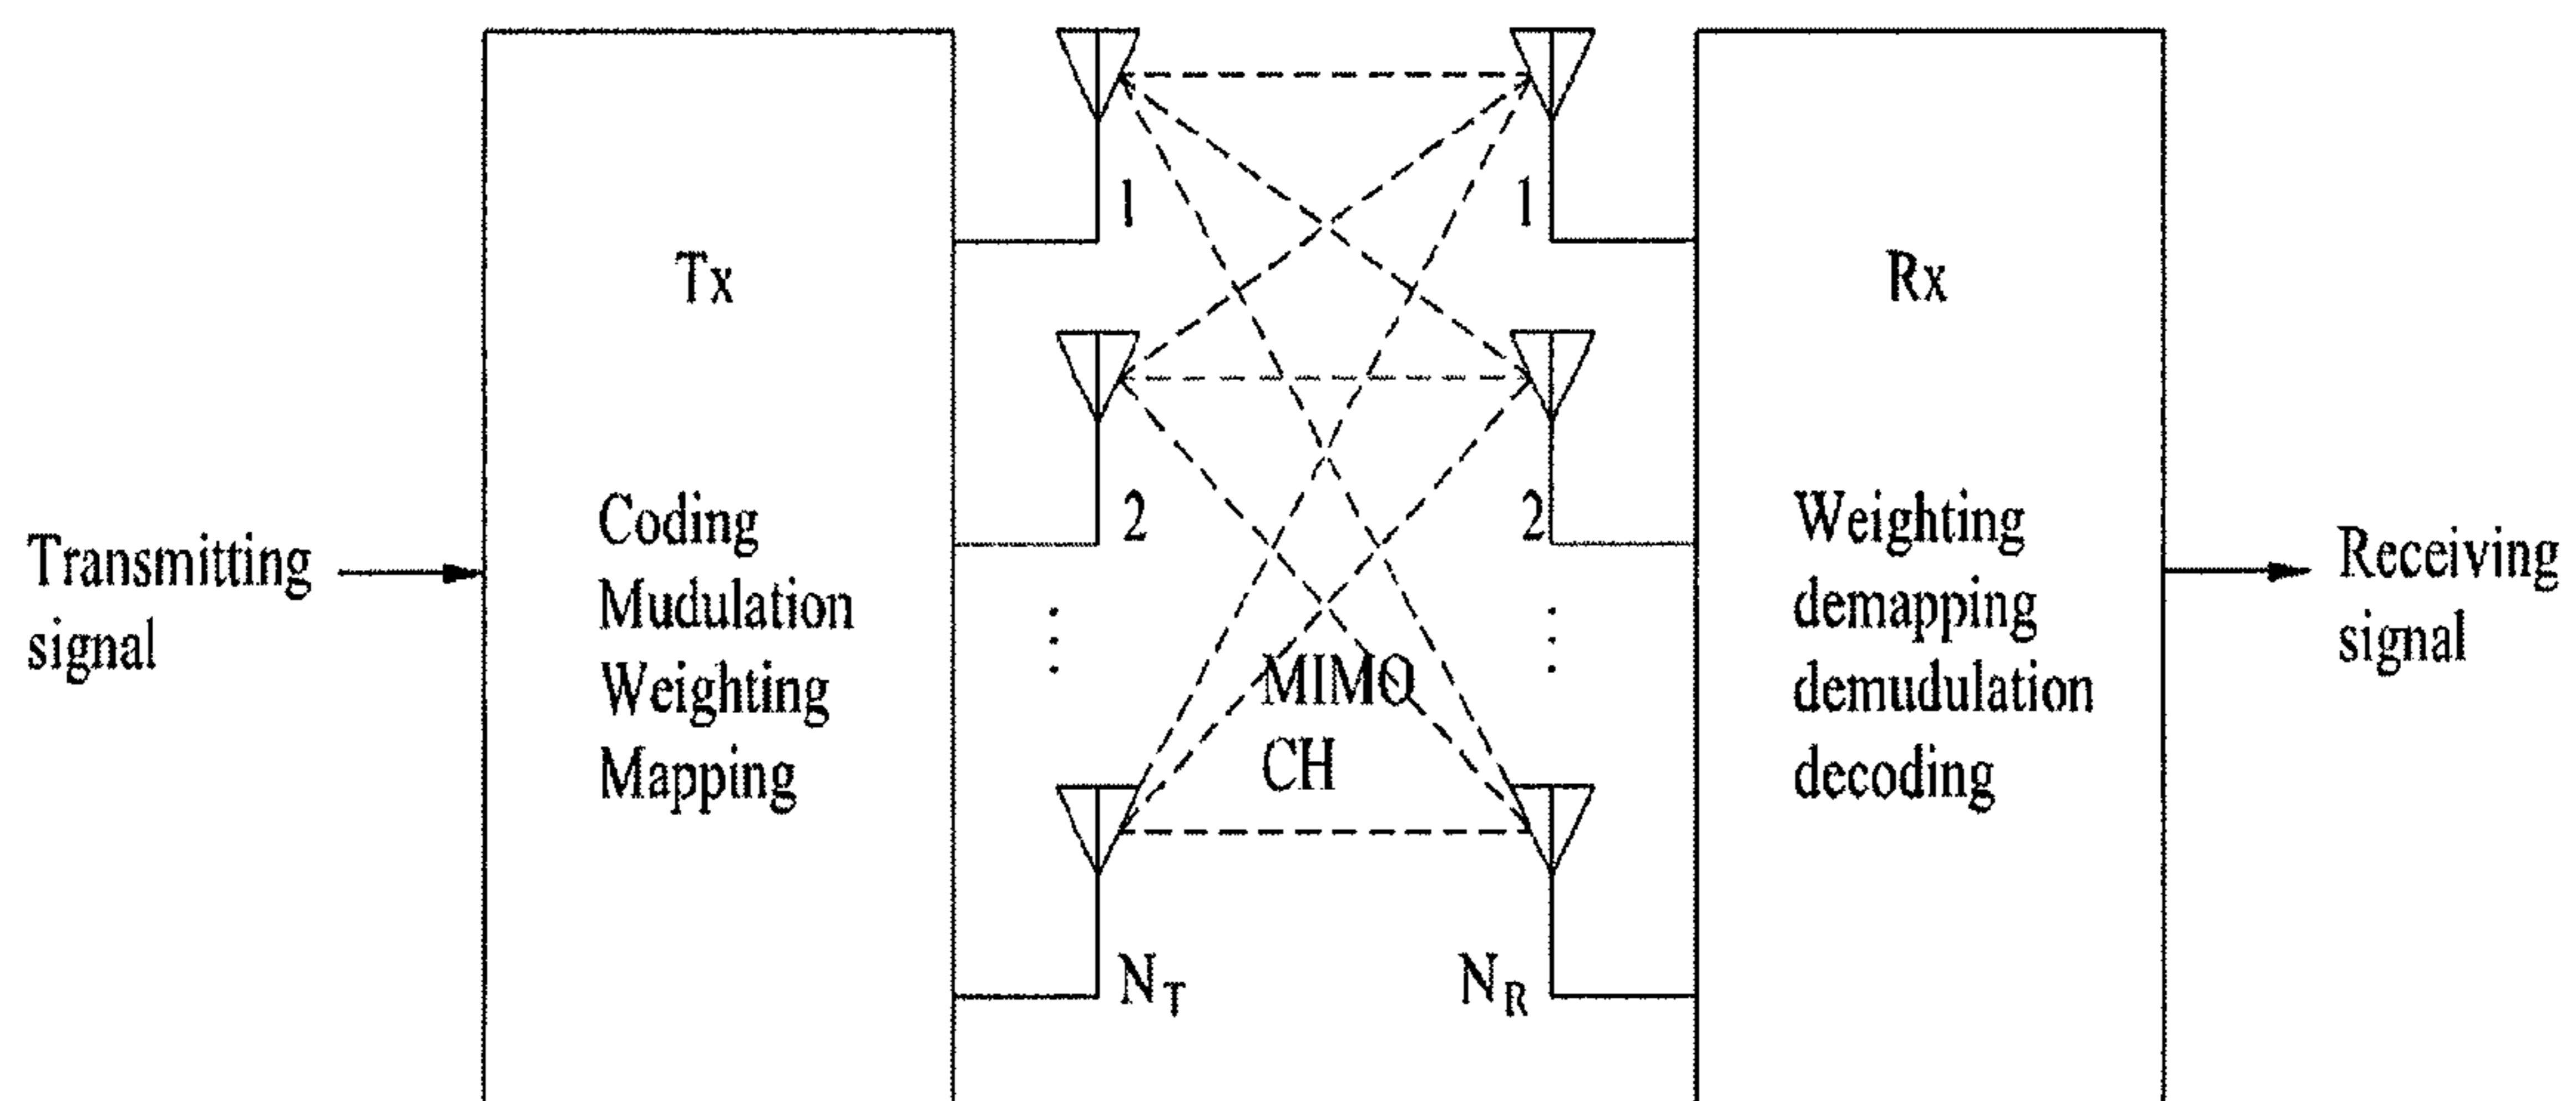 Tx
Rx
1
1
2
2
Transmitting
signal
Coding
Mudulation
Weighting
Mapping
MIMO
CH
Weighting
demapping
demudulation
decoding
Receiving
signal
N_T
N_R